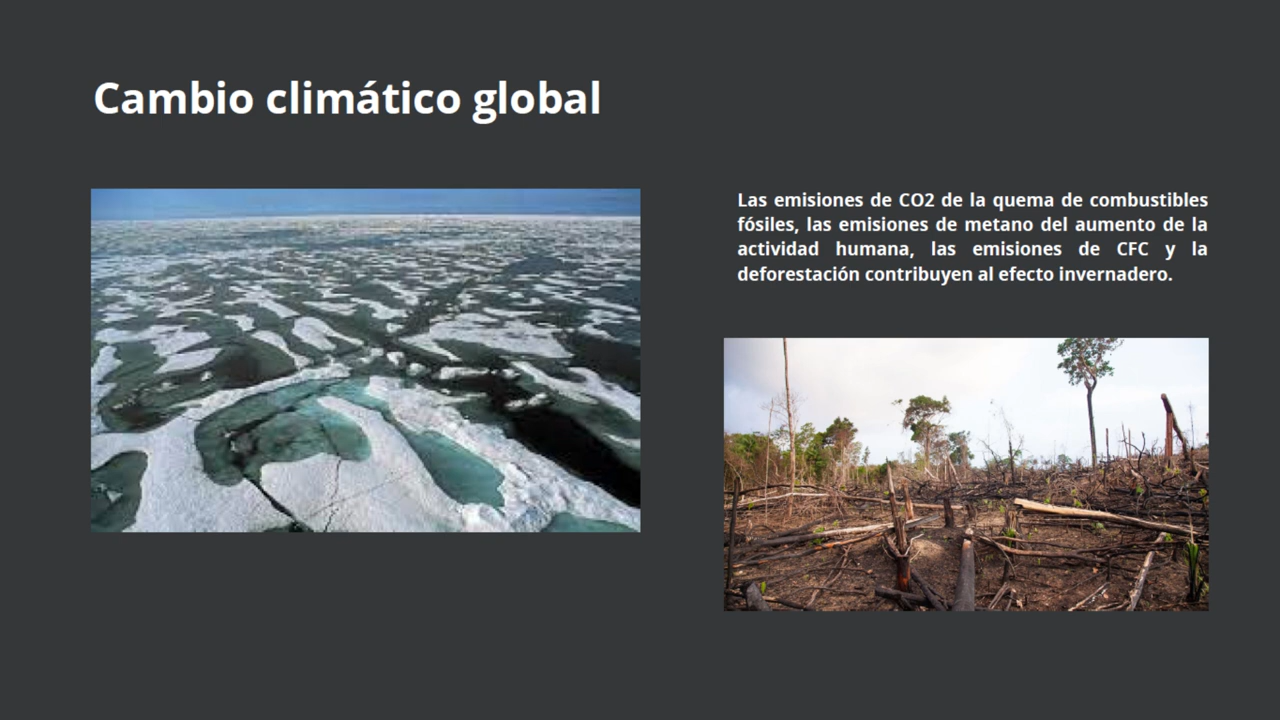 Cambio climático global
Las emisiones de CO2 de la quema de combustibles
fósiles, las emisiones de metano del aumento de la
actividad humana, las emisiones de CFC y la
deforestación contribuyen al efecto invernadero.